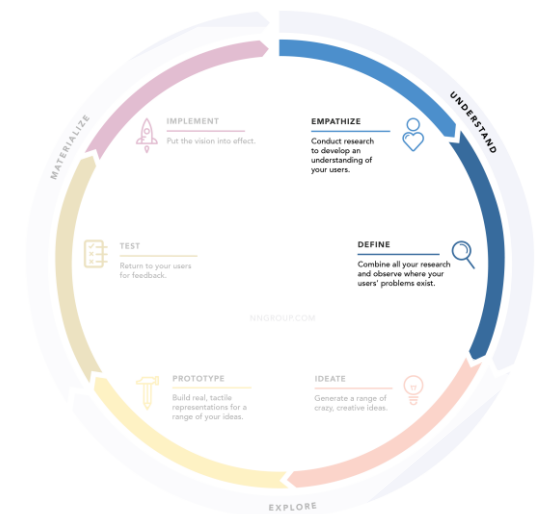 UNDERSTAND
EMPATHIZE
Conduct research
to develop an
understanding of
your users.
DEFINE
Combine all your research
and observe where your
users' problems exist.
EXPLORE
IDEATE
Generate a range of
crazy, creative ideas.
PROTOTYPE
Build real, tactile
representations for a
range of your ideas.
MATERIALIZE
TEST
Return to your users
for feedback.
IMPLEMENT
Put the vision into effect.
NNGROUP.COM